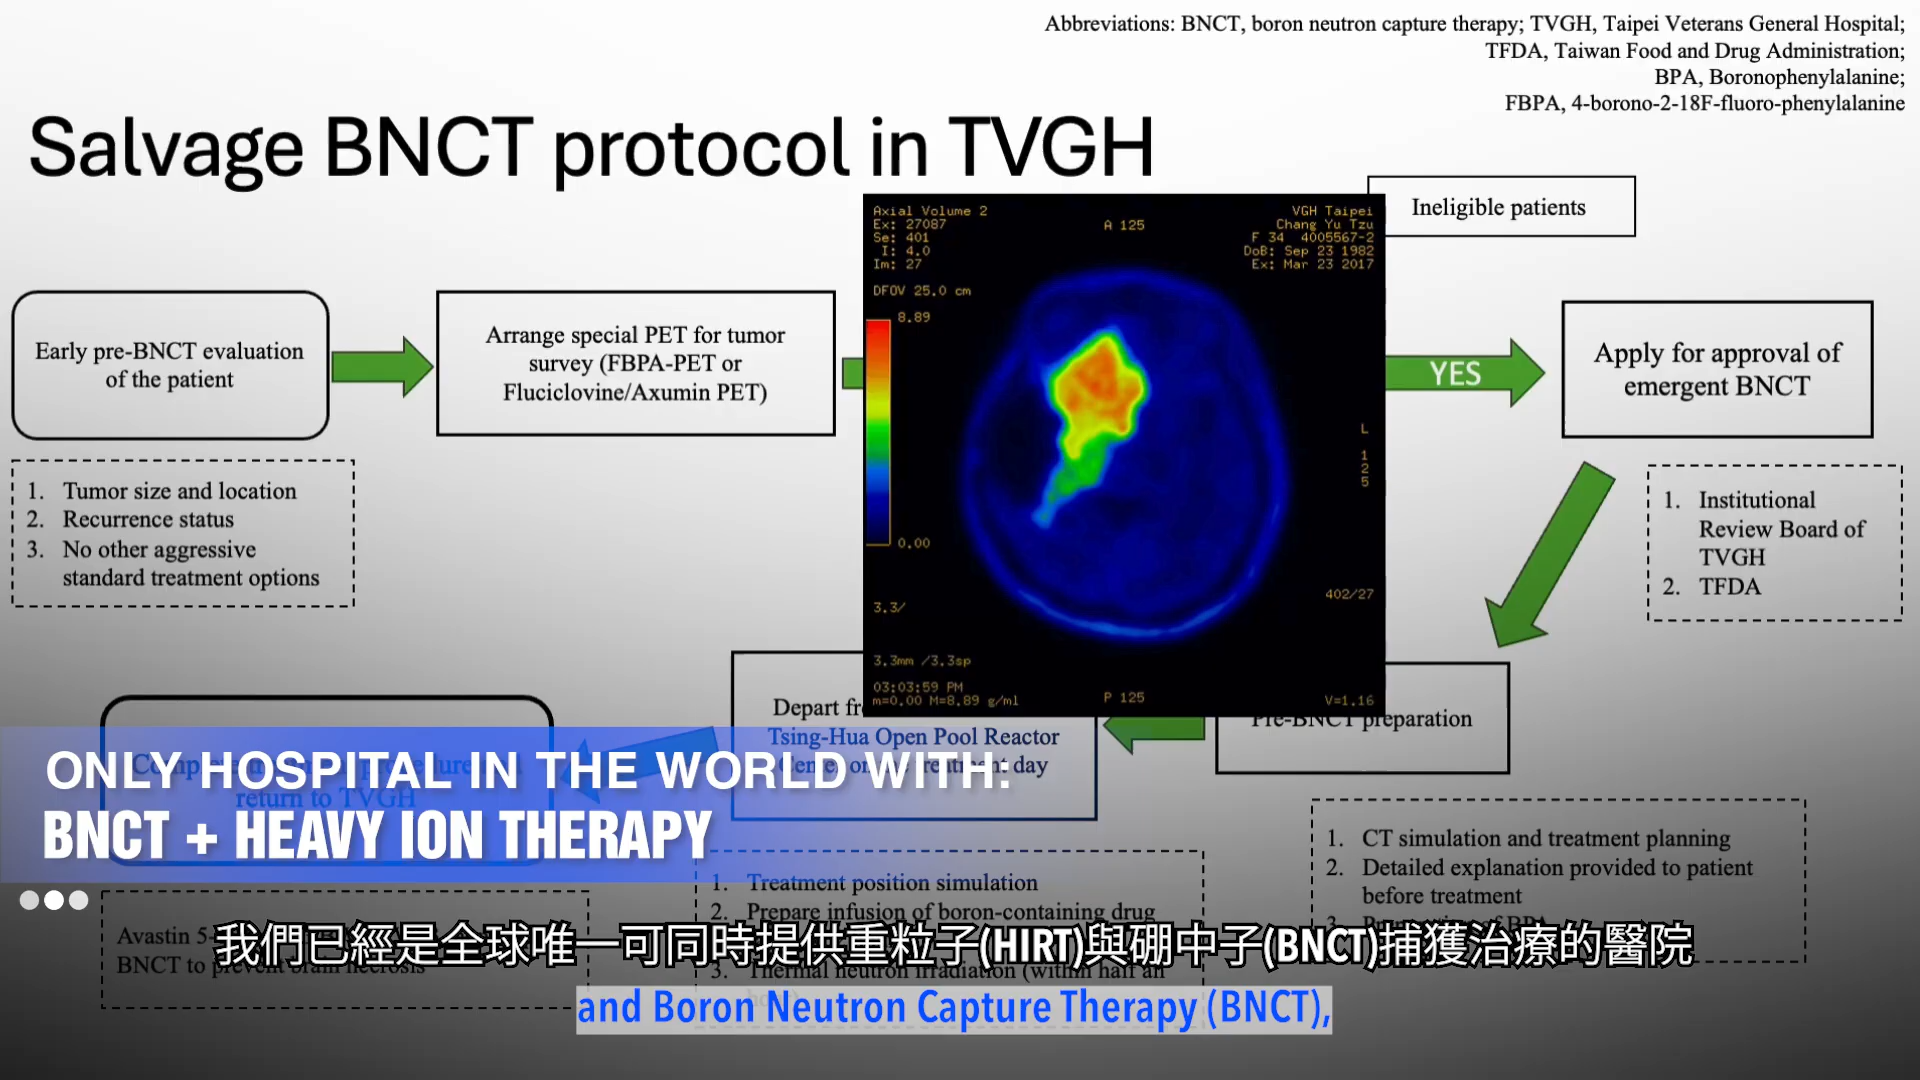 Abbreviations: BNCT, boron neutron capture therapy; TVGH, Taipei Veterans General Hospital;
TFDA, Taiwan Food and Drug Administration;
BPA, Boronophenylalanine;
FBPA, 4-borono-2-18F-fluoro-phenylalanine
Salvage BNCT protocol in TVGH
Ineligible patients
Early pre-BNCT evaluation
of the patient
Arrange special PET for tumor
survey (FBPA-PET or
Fluciclovine/Axumin PET)
Axial Volume 2
Ex: 27087
Se: 401
I: 4.0
Im: 27
DFOV 25.0 cm
8.89
0.00
A 125
VGH Taipei
Chang Yu Tzu
F 34 4005567-2
DoB: Sep 23 1982
Ex: Mar 23 2017
L
1
2
5
402/27
3.3/
3.3mm /3.3sp
03:03:59 PM
m=0.00 M=8.89 g/ml
P 125
V=1.16
YES
Apply for approval of
emergent BNCT
1. Tumor size and location
2. Recurrence status
3. No other aggressive
standard treatment options
1. Institutional
Review Board of
TVGH
2. TFDA
Pre-BNCT preparation
1. CT simulation and treatment planning
2. Detailed explanation provided to patient
before treatment
Depart
Tsing-Hua Open Pool Reactor
day
1. Treatment position simulation
2. Prepare infusion of boron-containing drug
3. Thermal neutron irradiation (within half an
return to TVGH
Avastin
BNCT to prevent brain necrosis
ONLY HOSPITAL IN THE WORLD WITH:
BNCT + HEAVY ION THERAPY
我們已經是全球唯一可同時提供重粒子(HIRT)與硼中子(BNCT)捕獲治療的醫院
and Boron Neutron Capture Therapy (BNCT),